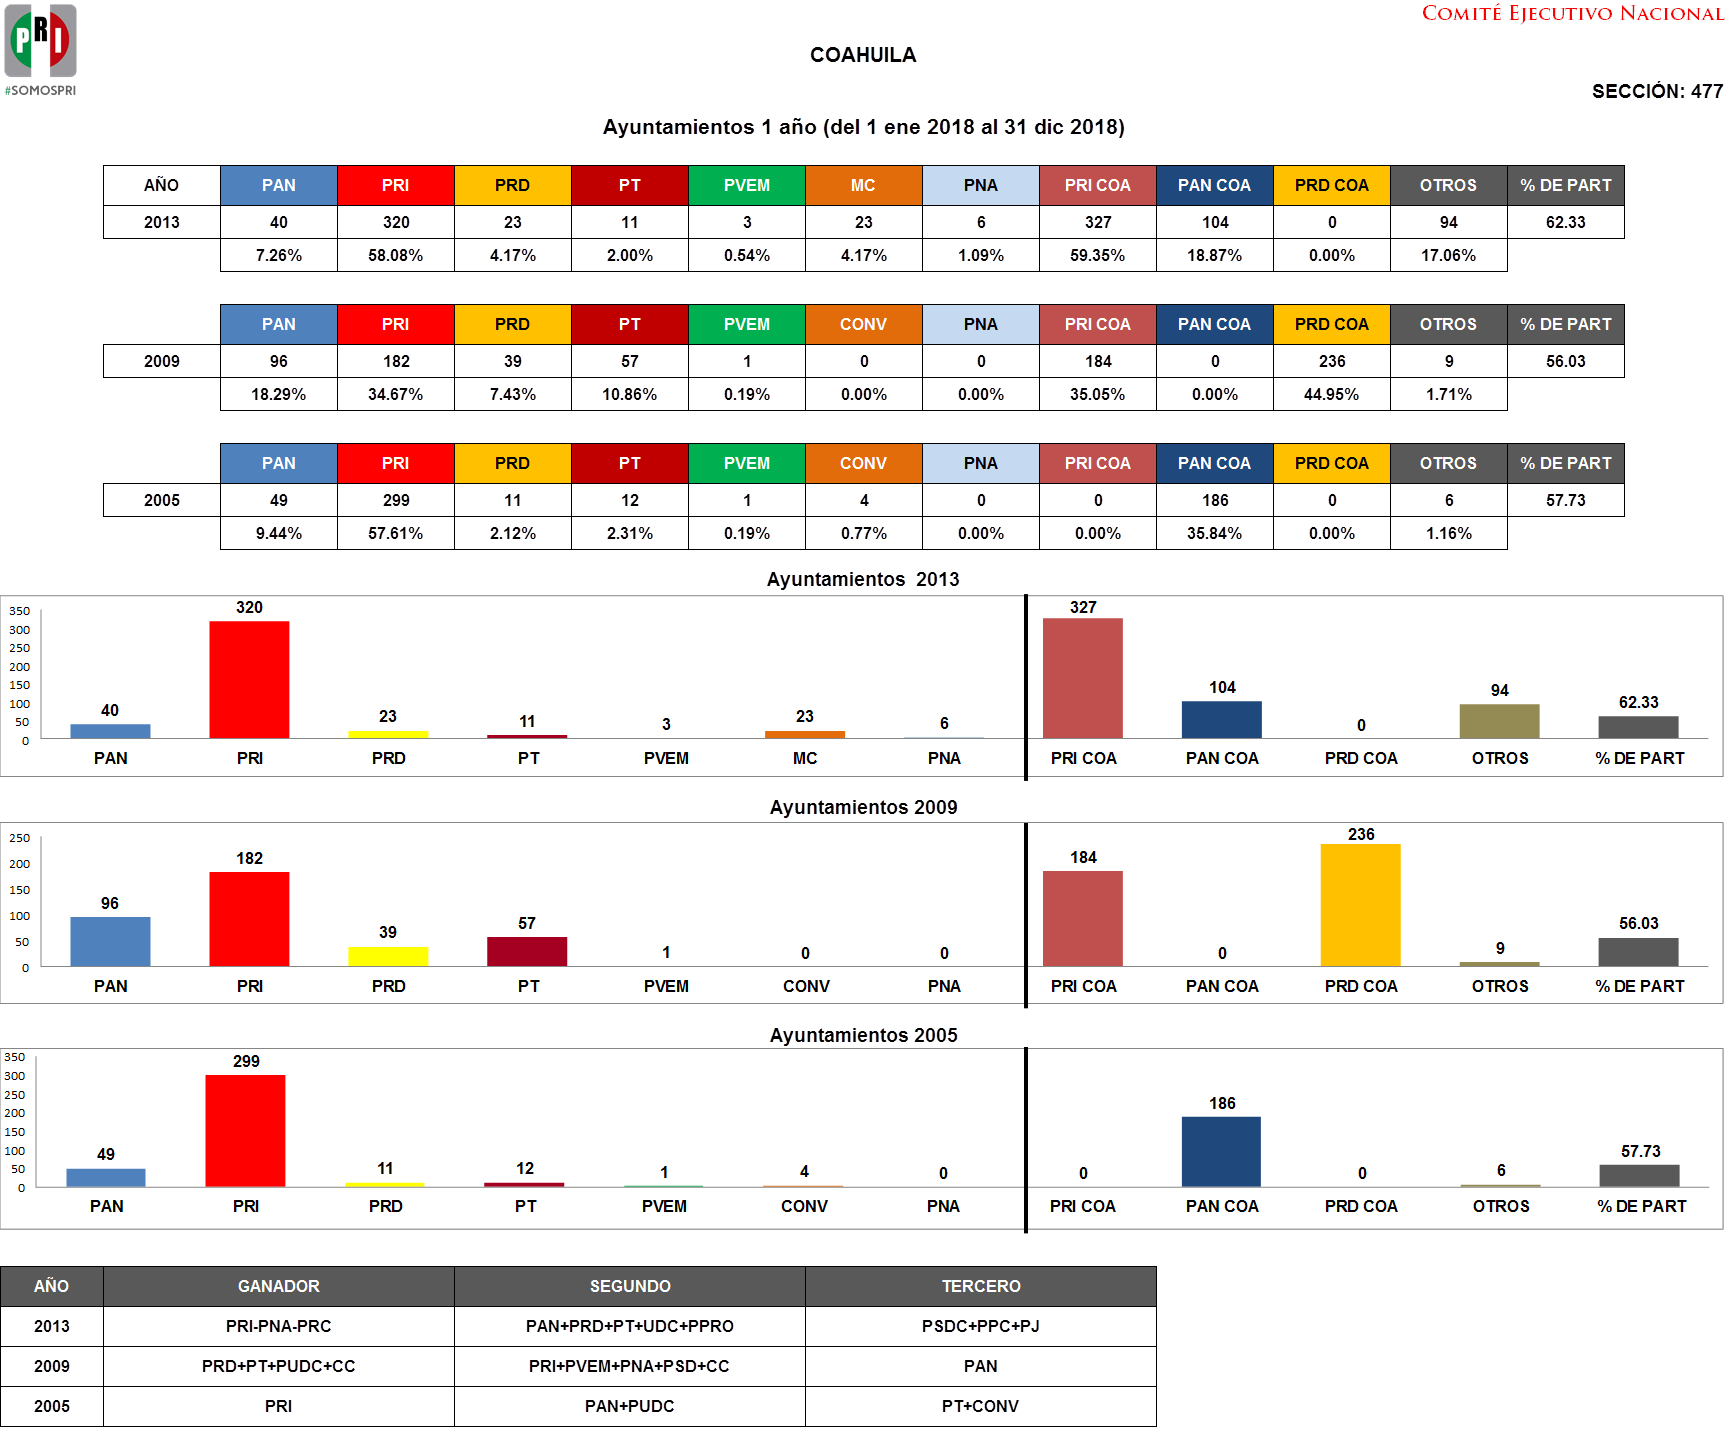 PRI
#SOMOSPRI
COMITÉ EJECUTIVO NACIONAL
COAHUILA
SECCIÓN: 477
Ayuntamientos 1 año (del 1 ene 2018 al 31 dic 2018)
AÑO PAN PRI PRD PT PVEM MC PNA PRI COA PAN COA PRD COA OTROS % DE PART
2013 40 320 23 11 3 23 6 327 104 0 94 62.33
7.26% 58.08% 4.17% 2.00% 0.54% 4.17% 1.09% 59.35% 18.87% 0.00% 17.06%
PAN PRI PRD PT PVEM CONV PNA PRI COA PAN COA PRD COA OTROS % DE PART
2009 96 182 39 57 1 0 0 184 0 236 9 56.03
18.29% 34.67% 7.43% 10.86% 0.19% 0.00% 0.00% 35.05% 0.00% 44.95% 1.71%
PAN PRI PRD PT PVEM CONV PNA PRI COA PAN COA PRD COA OTROS % DE PART
2005 49 299 11 12 1 4 0 0 186 0 6 57.73
9.44% 57.61% 2.12% 2.31% 0.19% 0.77% 0.00% 0.00% 35.84% 0.00% 1.16%
Ayuntamientos 2013
350
300
250
200
150
100
50
0
40 320 23 11 3 23 6 327 104 0 94 62.33
PAN PRI PRD PT PVEM MC PNA PRI COA PAN COA PRD COA OTROS % DE PART
Ayuntamientos 2009
250
200
150
100
50
0
96 182 39 57 1 0 0 184 0 236 9 56.03
PAN PRI PRD PT PVEM CONV PNA PRI COA PAN COA PRD COA OTROS % DE PART
Ayuntamientos 2005
350
300
250
200
150
100
50
0
49 299 11 12 1 4 0 0 186 0 6 57.73
PAN PRI PRD PT PVEM CONV PNA PRI COA PAN COA PRD COA OTROS % DE PART
AÑO GANADOR SEGUNDO TERCERO
2013 PRI-PNA-PRC PAN+PRD+PT+UDC+PPRO PSDC+PPC+PJ
2009 PRD+PT+PUDC+CC PRI+PVEM+PNA+PSD+CC PAN
2005 PRI PAN+PUDC PT+CONV